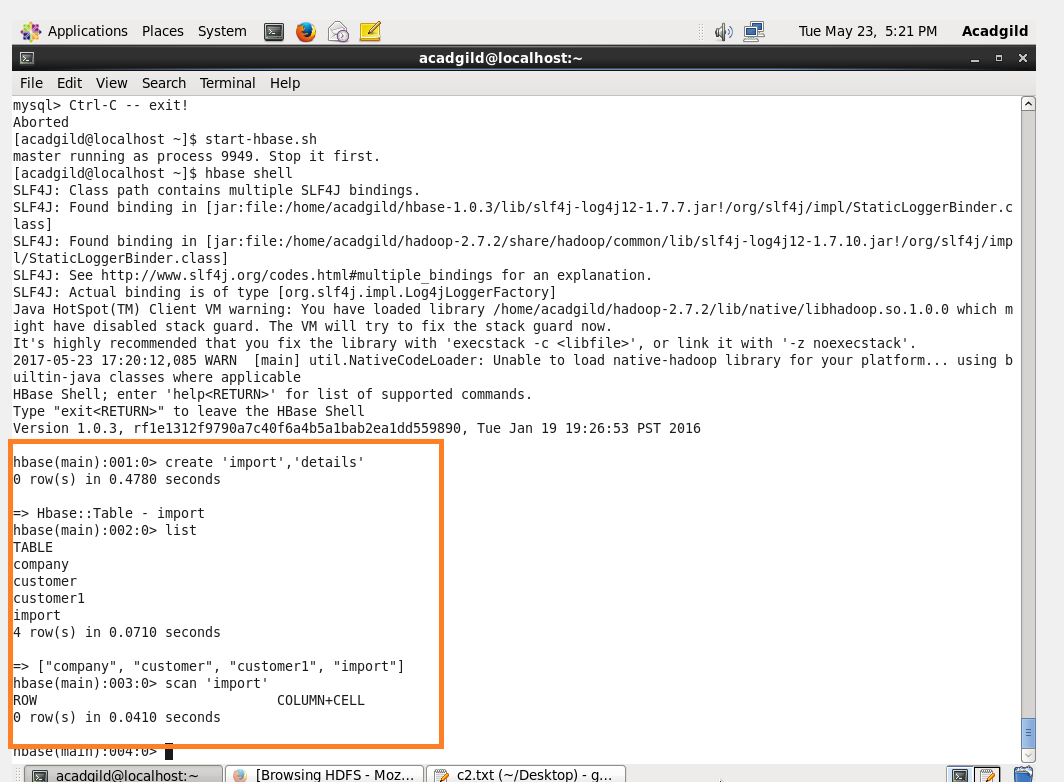 Applications Places System Tue May 23, 5:21 PM Acadgild
acadgild@localhost:~
File Edit View Search Terminal Help
mysql> Ctrl-C -- exit!
Aborted
[acadgild@localhost ~]$ start-hbase.sh
master running as process 9949. Stop it first.
[acadgild@localhost ~]$ hbase shell
SLF4J: Class path contains multiple SLF4J bindings.
SLF4J: Found binding in [jar:file:/home/acadgild/hbase-1.0.3/lib/slf4j-log4j12-1.7.7.jar!/org/slf4j/impl/StaticLoggerBinder.c
lass]
SLF4J: Found binding in [jar:file:/home/acadgild/hadoop-2.7.2/share/hadoop/common/lib/slf4j-log4j12-1.7.10.jar!/org/slf4j/imp
l/StaticLoggerBinder.class]
SLF4J: See http://www.slf4j.org/codes.html#multiple_bindings for an explanation.
SLF4J: Actual binding is of type [org.slf4j.impl.Log4jLoggerFactory]
Java HotSpot(TM) Client VM warning: You have loaded library /home/acadgild/hadoop-2.7.2/lib/native/libhadoop.so.1.0.0 which m
ight have disabled stack guard. The VM will try to fix the stack guard now.
It's highly recommended that you fix the library with 'execstack -c <libfile>', or link it with '-z noexecstack'.
2017-05-23 17:20:12,085 WARN  [main] util.NativeCodeLoader: Unable to load native-hadoop library for your platform... using b
uiltin-java classes where applicable
HBase Shell; enter 'help<RETURN>' for list of supported commands.
Type "exit<RETURN>" to leave the HBase Shell
Version 1.0.3, rf1e1312f9790a7c40f6a4b5a1bab2ea1dd559890, Tue Jan 19 19:26:53 PST 2016
hbase(main):001:0> create 'import','details'
0 row(s) in 0.4780 seconds
=> Hbase::Table - import
hbase(main):002:0> list
TABLE
company
customer
customer1
import
4 row(s) in 0.0710 seconds
=> ["company", "customer", "customer1", "import"]
hbase(main):003:0> scan 'import'
ROW COLUMN+CELL
0 row(s) in 0.0410 seconds
hbase(main):004:0>
acadgild@localhost:~ [Browsing HDFS - Moz... c2.txt (~/Desktop) - g...